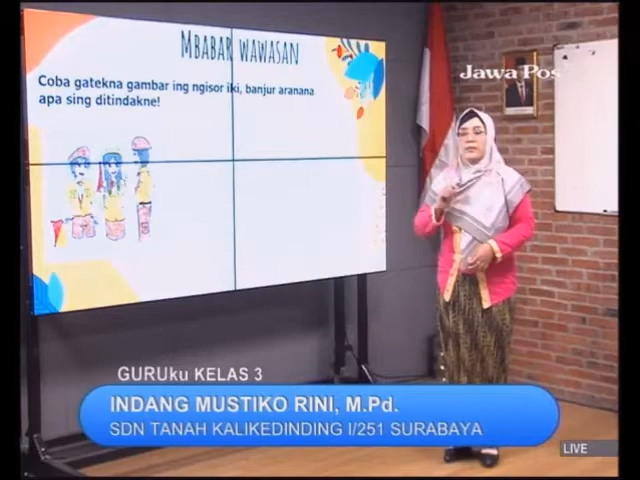 MBABAR WAWASAN
Coba gatekna gambar ing ngisor iki, banjur aranana
apa sing ditindakne!
Jawa Pos
GURUku KELAS 3
INDANG MUSTIKO RINI, M.Pd.
SDN TANAH KALIKEDINDING I/251 SURABAYA
LIVE